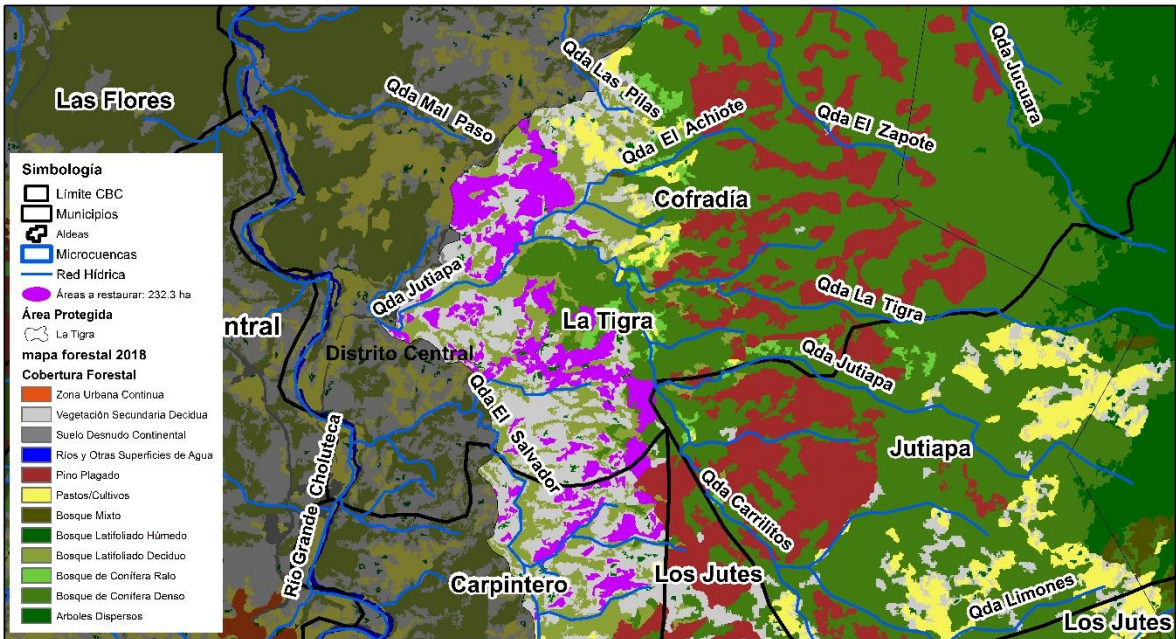 Las Flores
Qda Mal Paso
Qda Las Pilas
Qda El Achiote
Qda El Zapote
Qda Jucuara
Cofradía
Qda Jutiapa
La Tigra
Qda La Tigra
ntral
Distrito Central
Qda Jutiapa
Qda El Salvador
Jutiapa
Río Grande Choluteca
Qda Carrilitos
Carpintero
Los Jutes
Qda Limones
Los Jutes
Simbología
Límite CBC
Municipios
Aldeas
Microcuencas
Red Hídrica
Áreas a restaurar: 232.3 ha
Área Protegida
La Tigra
mapa forestal 2018
Cobertura Forestal
Zona Urbana Continua
Vegetación Secundaria Decidua
Suelo Desnudo Continental
Ríos y Otras Superficies de Agua
Pino Plagado
Pastos/Cultivos
Bosque Mixto
Bosque Latifoliado Húmedo
Bosque Latifoliado Deciduo
Bosque de Conífera Ralo
Bosque de Conífera Denso
Arboles Dispersos